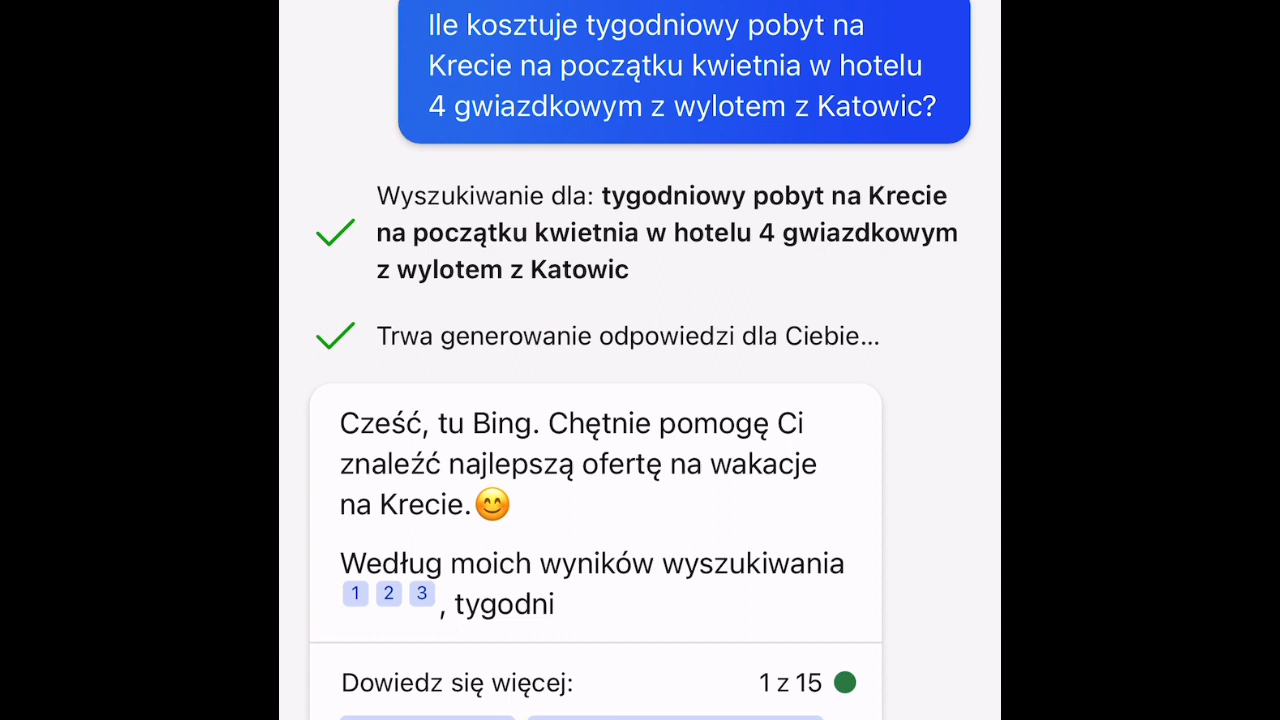 Ile kosztuje tygodniowy pobyt na
Krecie na początku kwietnia w hotelu
4 gwiazdkowym z wylotem z Katowic?
Wyszukiwanie dla: tygodniowy pobyt na Krecie
na początku kwietnia w hotelu 4 gwiazdkowym
z wylotem z Katowic
Trwa generowanie odpowiedzi dla Ciebie...
Cześć, tu Bing. Chętnie pomogę Ci
znaleźć najlepszą ofertę na wakacje
na Krecie.😊
Według moich wyników wyszukiwania
1 2 3 , tygodni
Dowiedz się więcej: 1 z 15